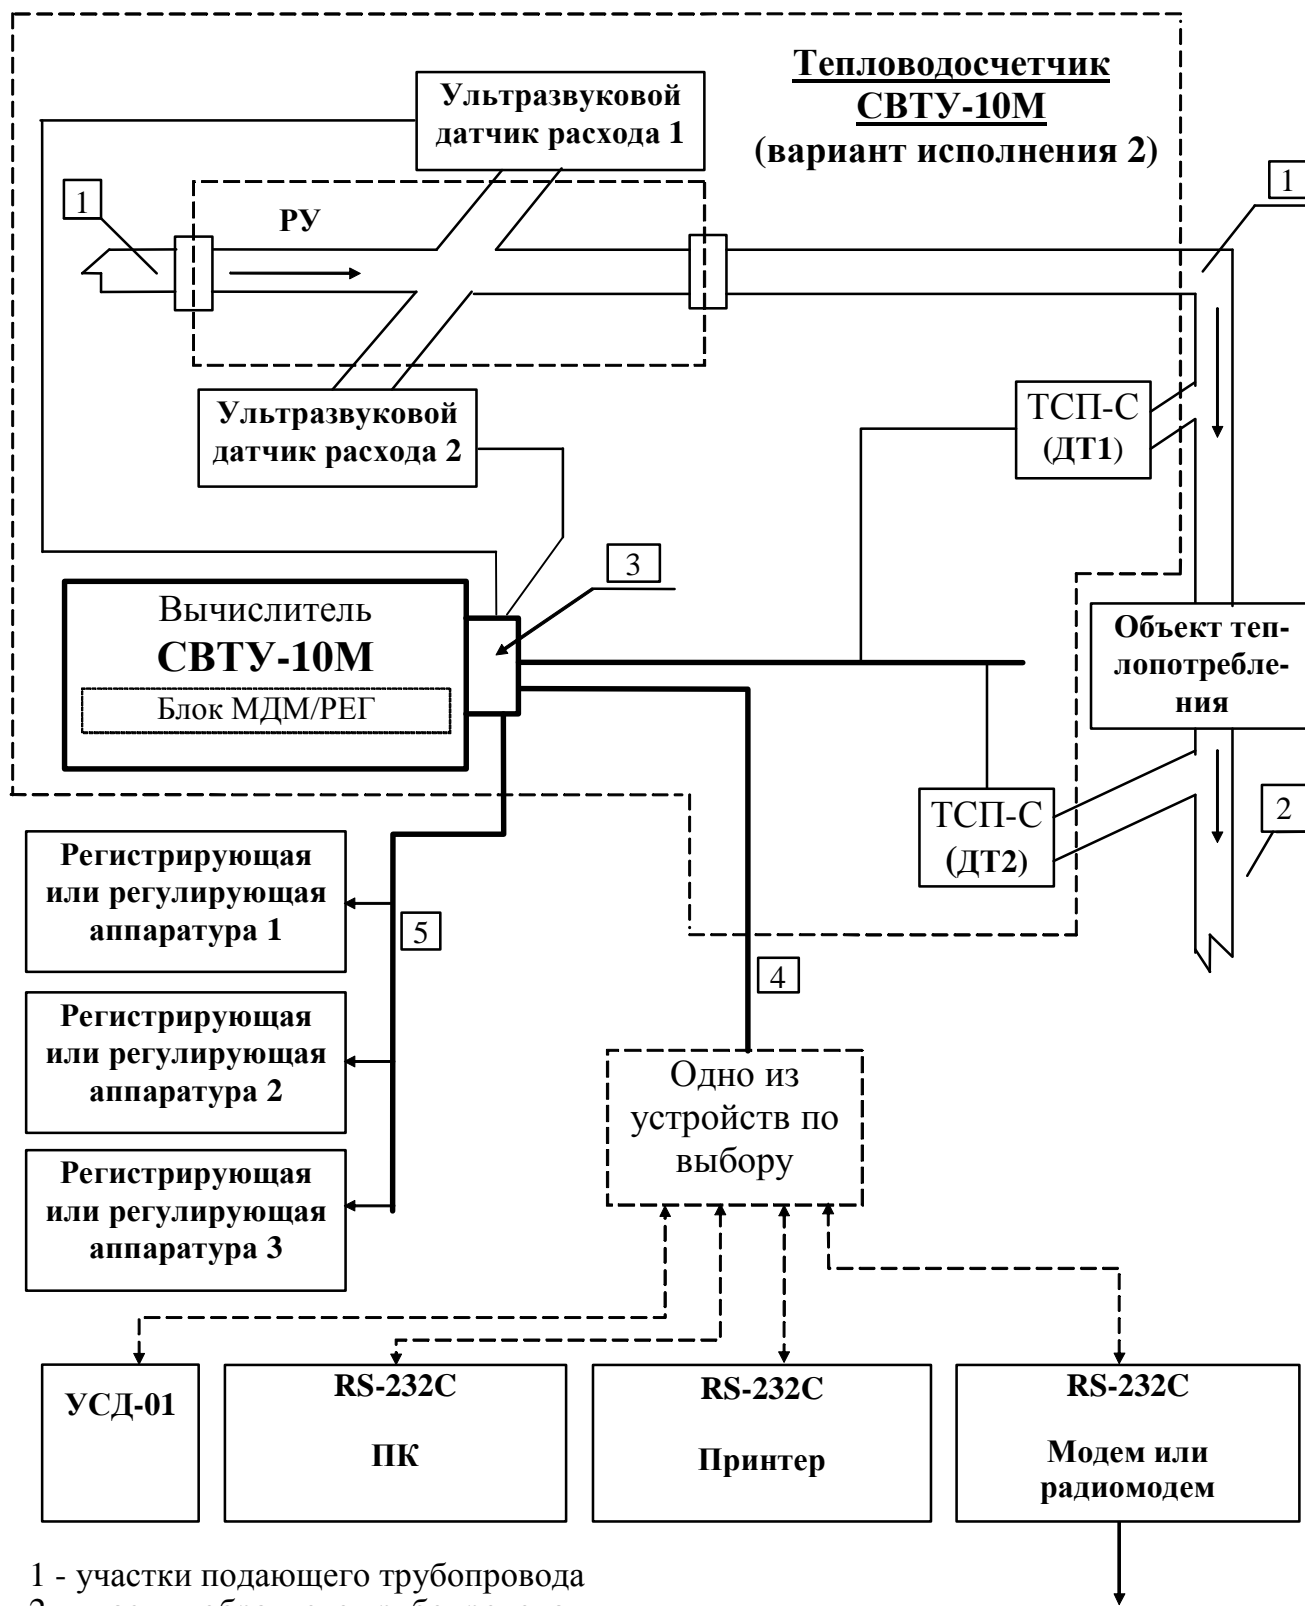 Тепловодосчетчик
СВТУ-10М
(вариант исполнения 2)
Ультразвуковой
датчик расхода 1
1
1
РУ
Ультразвуковой
датчик расхода 2
ТСП-С
(ДТ1)
3
Вычислитель
СВТУ-10М
Блок МДМ/РЕГ
Объект теп-
лопотребле-
ния
ТСП-С
(ДТ2)
2
Регистрирующая
или регулирующая
аппаратура 1
5
4
Регистрирующая
или регулирующая
аппаратура 2
Одно из
устройств по
выбору
Регистрирующая
или регулирующая
аппаратура 3
УСД-01
RS-232C
ПК
RS-232C
Принтер
RS-232C
Модем или
радиомодем
1 - участки подающего трубопровода